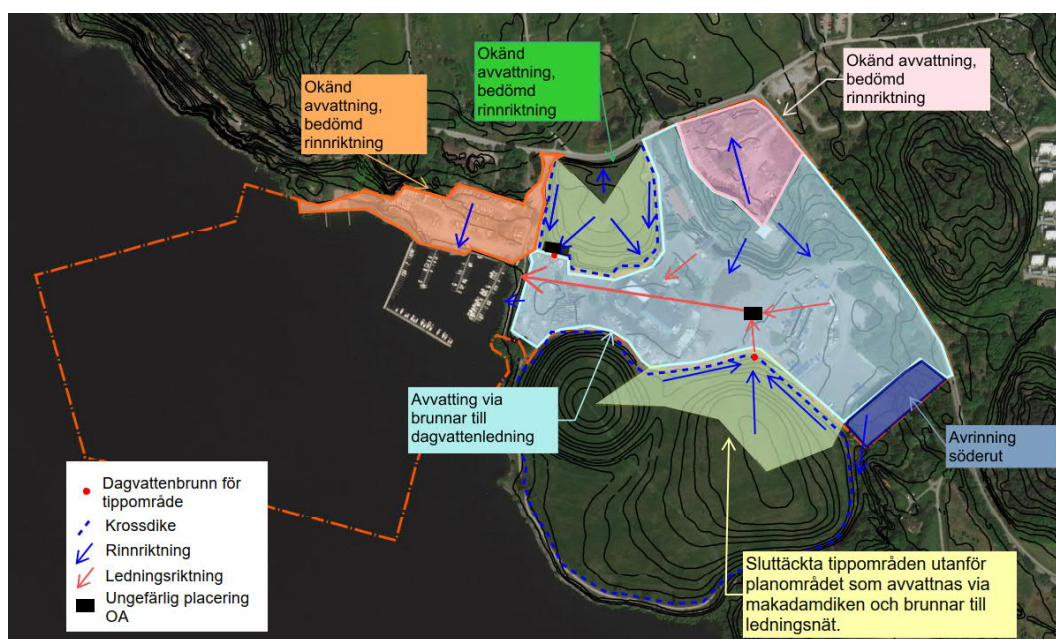 Okänd
avvattning,
bedömd
rinnriktning
Okänd
avvattning,
bedömd
rinnriktning
Okänd avvattning,
bedömd
rinnriktning
Avvatting via
brunnar till
dagvattenledning
Avrinning
söderut
Dagvattenbrunn för
tippområde
Krossdike
Rinnriktning
Ledningsriktning
Ungefärlig placering
OA
Sluttäckta tippområden utanför
planområdet som avvattnas via
makadamdiken och brunnar till
ledningsnät.